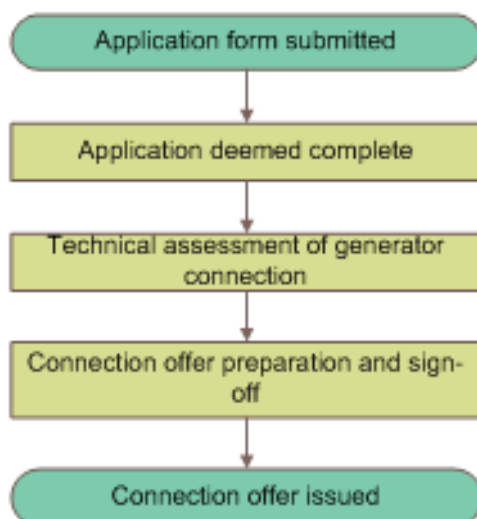 Application form submitted
Application deemed complete
Technical assessment of generator
connection
Connection offer preparation and sign-
off
Connection offer issued